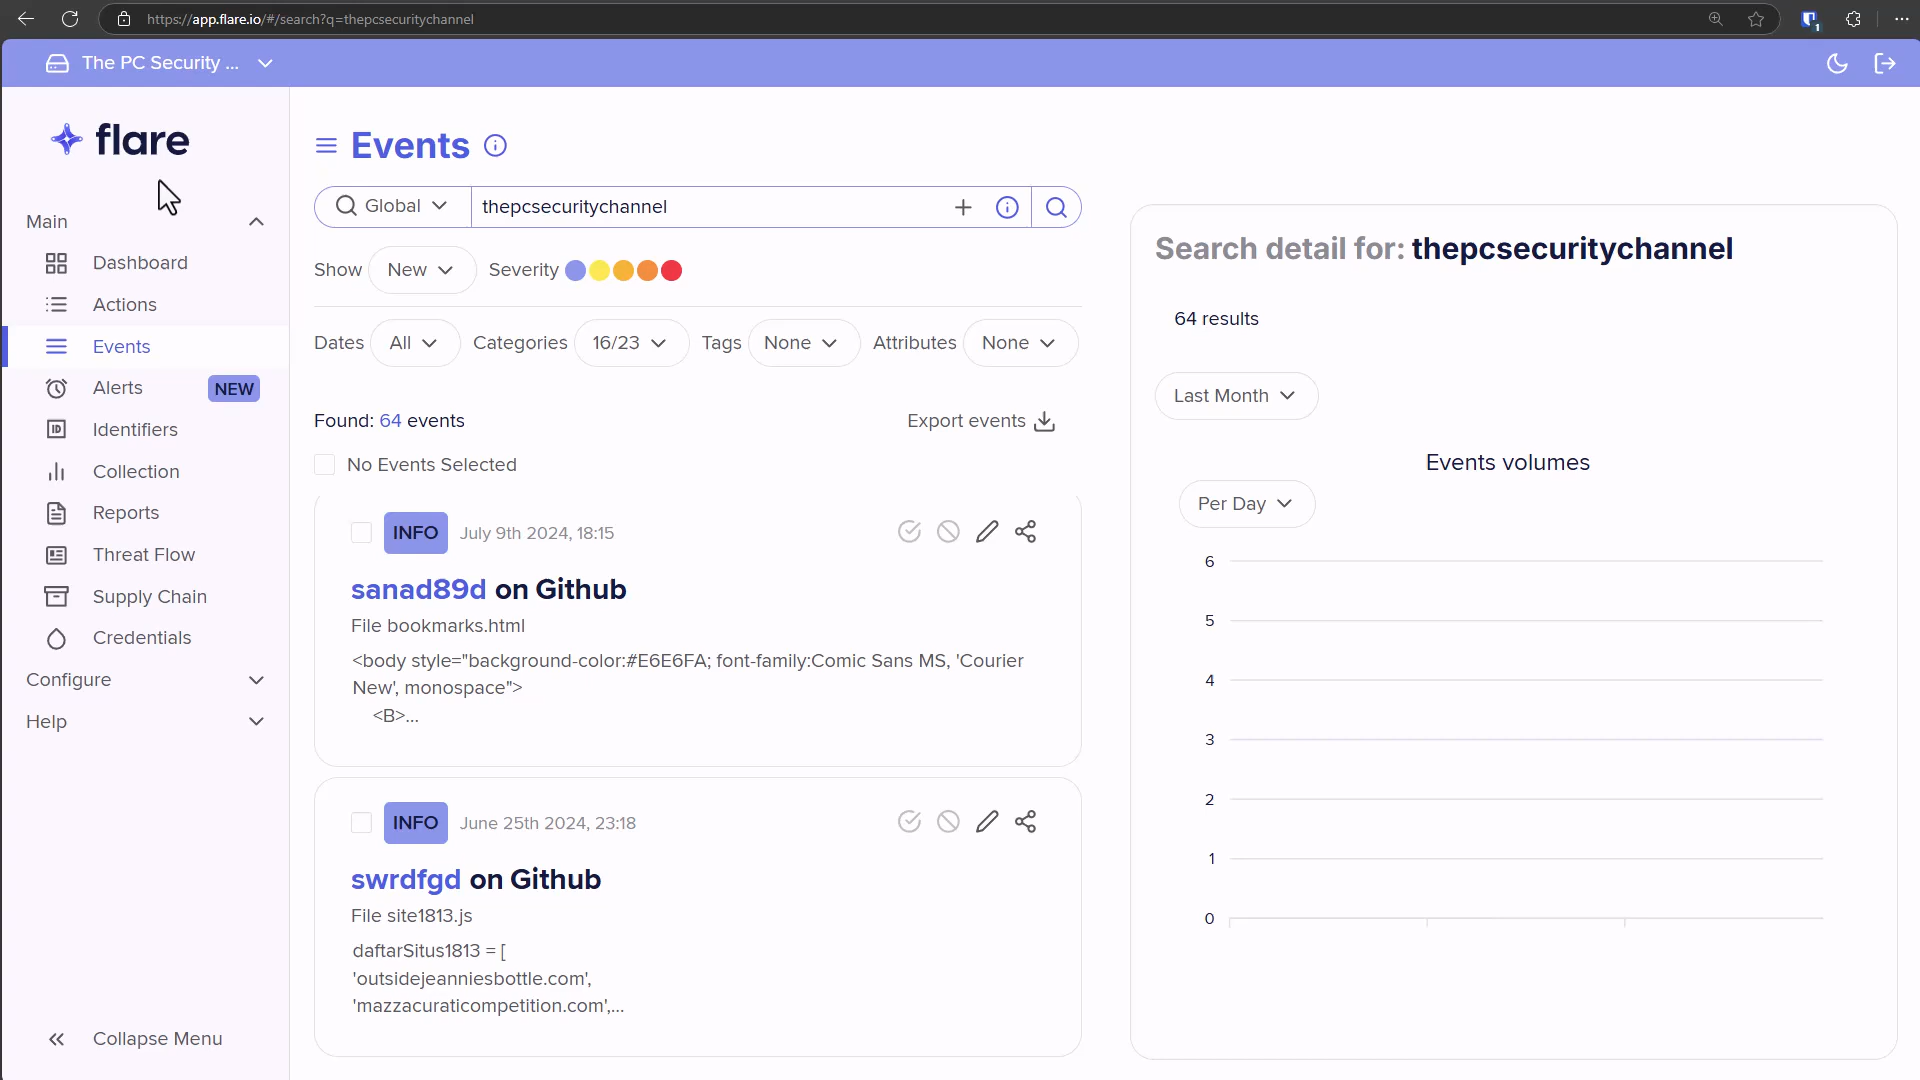 https://app.flare.io/#/search?q=thepcsecuritychannel
1
The PC Security ...
flare
Main
Dashboard
Actions
Events
Alerts NEW
Identifiers
Collection
Reports
Threat Flow
Supply Chain
Credentials
Configure
Help
Collapse Menu
Events
Global thepcsecuritychannel
Show New Severity
Dates All Categories 16/23 Tags None Attributes None
Found: 64 events Export events
No Events Selected
INFO July 9th 2024, 18:15
sanad89d on Github
File bookmarks.html
<body style="background-color:#E6E6FA; font-family:Comic Sans MS, 'Courier
New', monospace">
<B>...
INFO June 25th 2024, 23:18
swrdfgd on Github
File site1813.js
daftarSitus1813 = [
'outsidejeanniesbottle.com',
'mazzacuraticompetition.com',...
Search detail for: thepcsecuritychannel
64 results
Last Month
Events volumes
Per Day
6
5
4
3
2
1
0